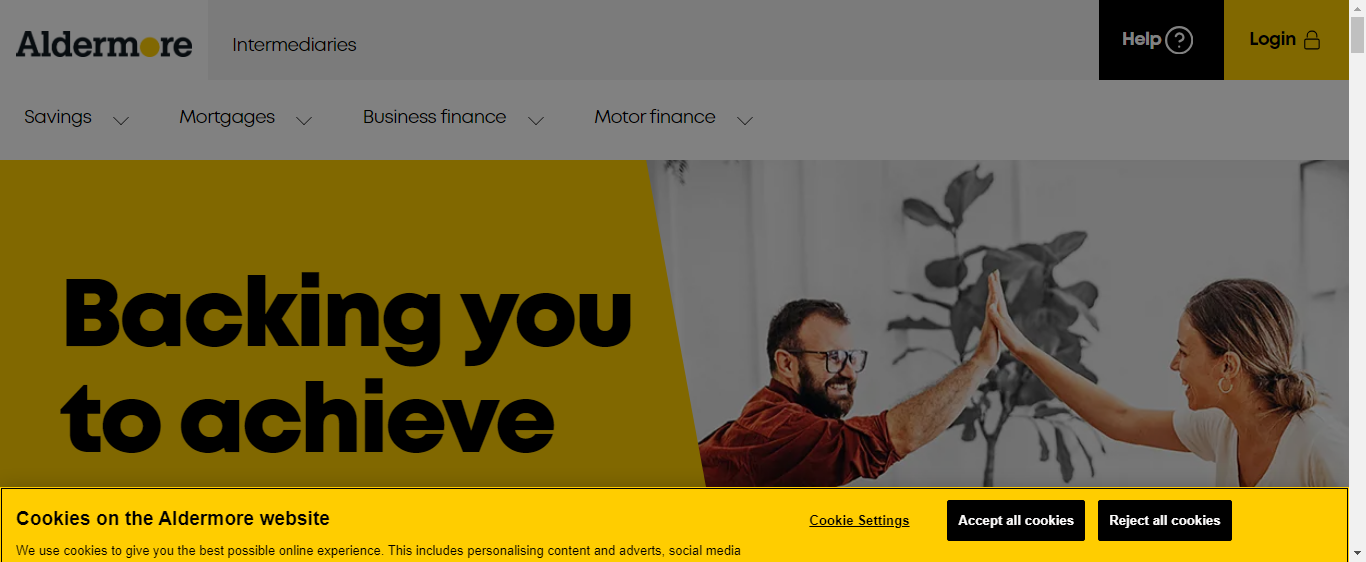 Aldermore
Intermediaries
Help
Login
Savings
Mortgages
Business finance
Motor finance
Backing you
to achieve
Cookies on the Aldermore website
We use cookies to give you the best possible online experience. This includes personalising content and adverts, social media
Cookie Settings
Accept all cookies
Reject all cookies